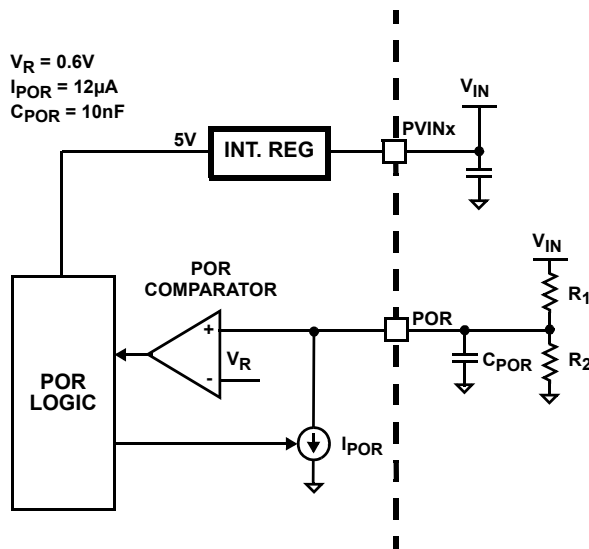 V_R = 0.6V
I_POR = 12µA
C_POR = 10nF
V_IN
PVINx
5V
INT. REG
V_IN
POR
COMPARATOR
R_1
POR
+
V_R
-
C_POR
R_2
POR
LOGIC
I_POR